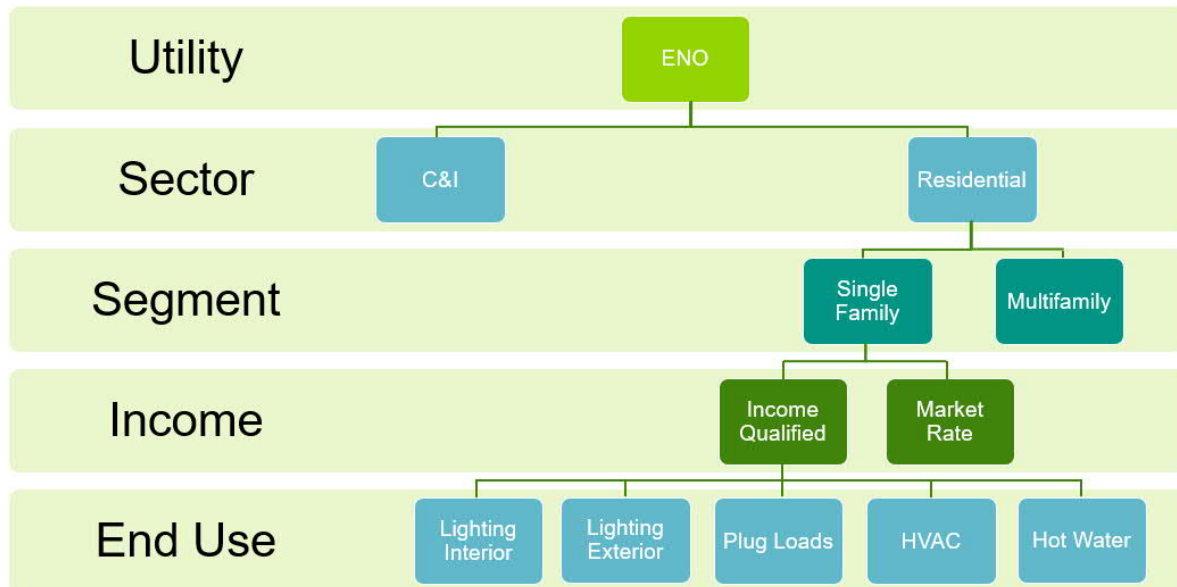 Utility
ENO
Sector
C&I
Residential
Segment
Single
Family
Multifamily
Income
Income
Qualified
Market
Rate
End Use
Lighting
Interior
Lighting
Exterior
Plug Loads
HVAC
Hot Water